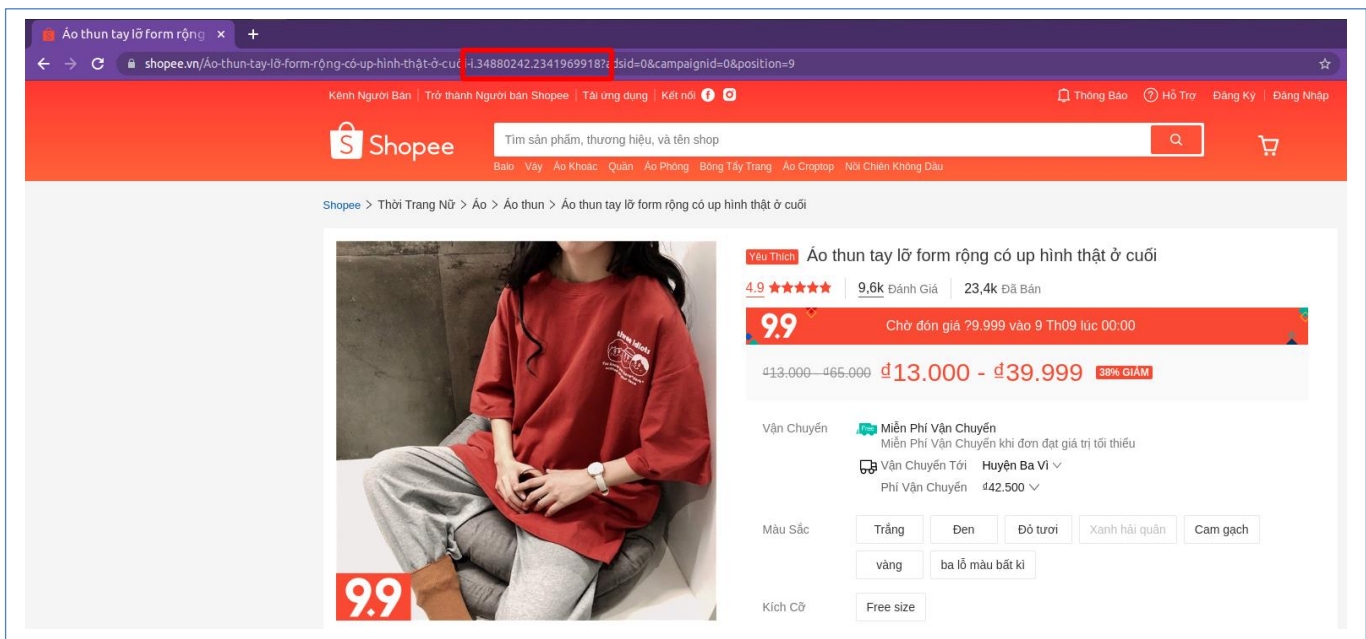 Áo thun tay lỡ form rộng × +
shopee.vn/Áo-thun-tay-lỡ-form-rộng-có-up-hình-thật-ở-cuối-i.34880242.2341969918?adsid=0&campaignid=0&position=9
Kênh Người Bán | Trở thành Người bán Shopee | Tải ứng dụng | Kết nối Thông Báo Hỗ Trợ Đăng Ký | Đăng Nhập
Shopee Tìm sản phẩm, thương hiệu, và tên shop
Balo Váy Áo Khoác Quần Áo Phông Bông Tẩy Trang Áo Croptop Nồi Chiên Không Dầu
Shopee > Thời Trang Nữ > Áo > Áo thun > Áo thun tay lỡ form rộng có up hình thật ở cuối
Yêu Thích Áo thun tay lỡ form rộng có up hình thật ở cuối
4.9 ★★★★★ 9,6k Đánh Giá 23,4k Đã Bán
9.9 Chờ đón giá ?9.999 vào 9 Th09 lúc 00:00
₫13.000 - ₫65.000 ₫13.000 - ₫39.999 38% GIẢM
three idiots
Vận Chuyển Free Miễn Phí Vận Chuyển
Miễn Phí Vận Chuyển khi đơn đạt giá trị tối thiểu
Vận Chuyển Tới Huyện Ba Vì
Phí Vận Chuyển ₫42.500
Màu Sắc Trắng Đen Đỏ tươi Xanh hải quân Cam gạch
vàng ba lỗ màu bất kì
9.9
Kích Cỡ Free size